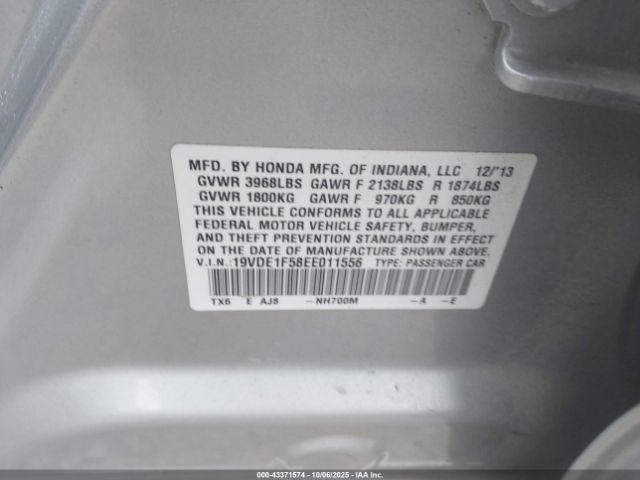 MFD. BY HONDA MFG. OF INDIANA, LLC 12/'13
GVWR 3968LBS GAWR F 2138LBS R 1874LBS
GVWR 1800KG GAWR F 970KG R 850KG
THIS VEHICLE CONFORMS TO ALL APPLICABLE
FEDERAL MOTOR VEHICLE SAFETY, BUMPER,
AND THEFT PREVENTION STANDARDS IN EFFECT
ON THE DATE OF MANUFACTURE SHOWN ABOVE.
V.I.N.:19VDE1F58EE011556 TYPE: PASSENGER CAR
TX6 E AJ8 -NH700M -A -E
000-43371574 | 10/06/2025 | IAA Inc.